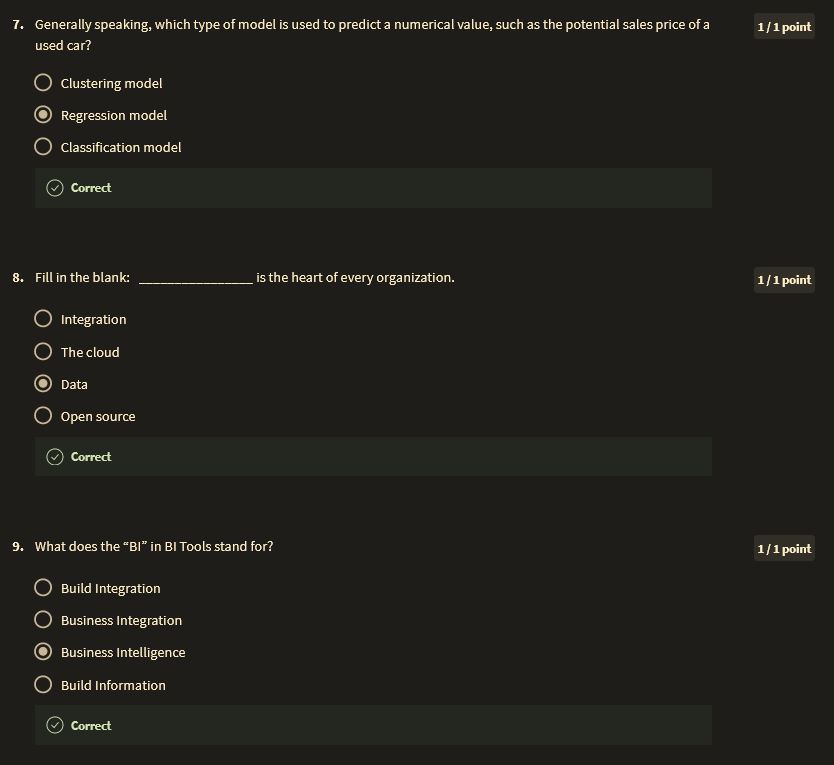 7. Generally speaking, which type of model is used to predict a numerical value, such as the potential sales price of a
used car?
1 / 1 point
Clustering model
Regression model
Classification model
Correct
8. Fill in the blank: ________________ is the heart of every organization.
1 / 1 point
Integration
The cloud
Data
Open source
Correct
9. What does the “BI” in BI Tools stand for?
1 / 1 point
Build Integration
Business Integration
Business Intelligence
Build Information
Correct